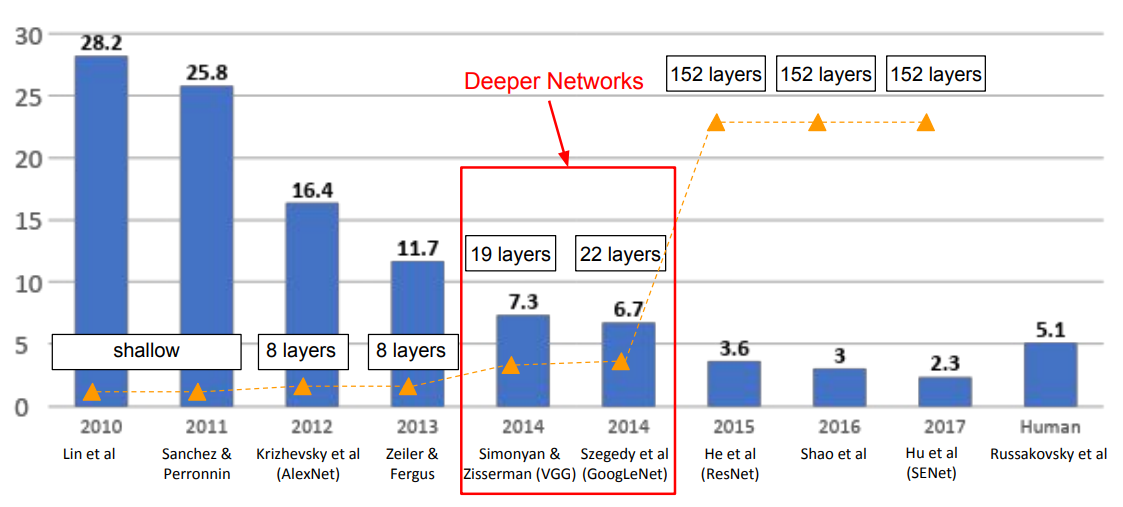 30
28.2
25.8
Deeper Networks
152 layers
152 layers
152 layers
25
20
16.4
15
11.7
19 layers
22 layers
10
7.3
6.7
5
shallow
8 layers
8 layers
3.6
3
2.3
5.1
0
2010
2011
2012
2013
2014
2014
2015
2016
2017
Human
Lin et al
Sanchez &
Perronnin
Krizhevsky et al
(AlexNet)
Zeiler &
Fergus
Simonyan &
Zisserman (VGG)
Szegedy et al
(GoogLeNet)
He et al
(ResNet)
Shao et al
Hu et al
(SENet)
Russakovsky et al